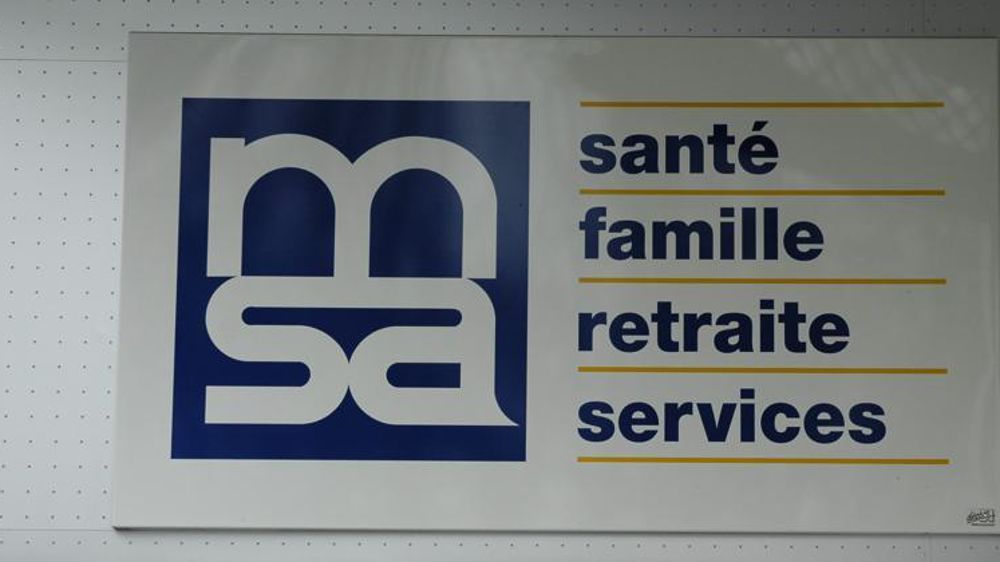 msa
santé
famille
retraite
services